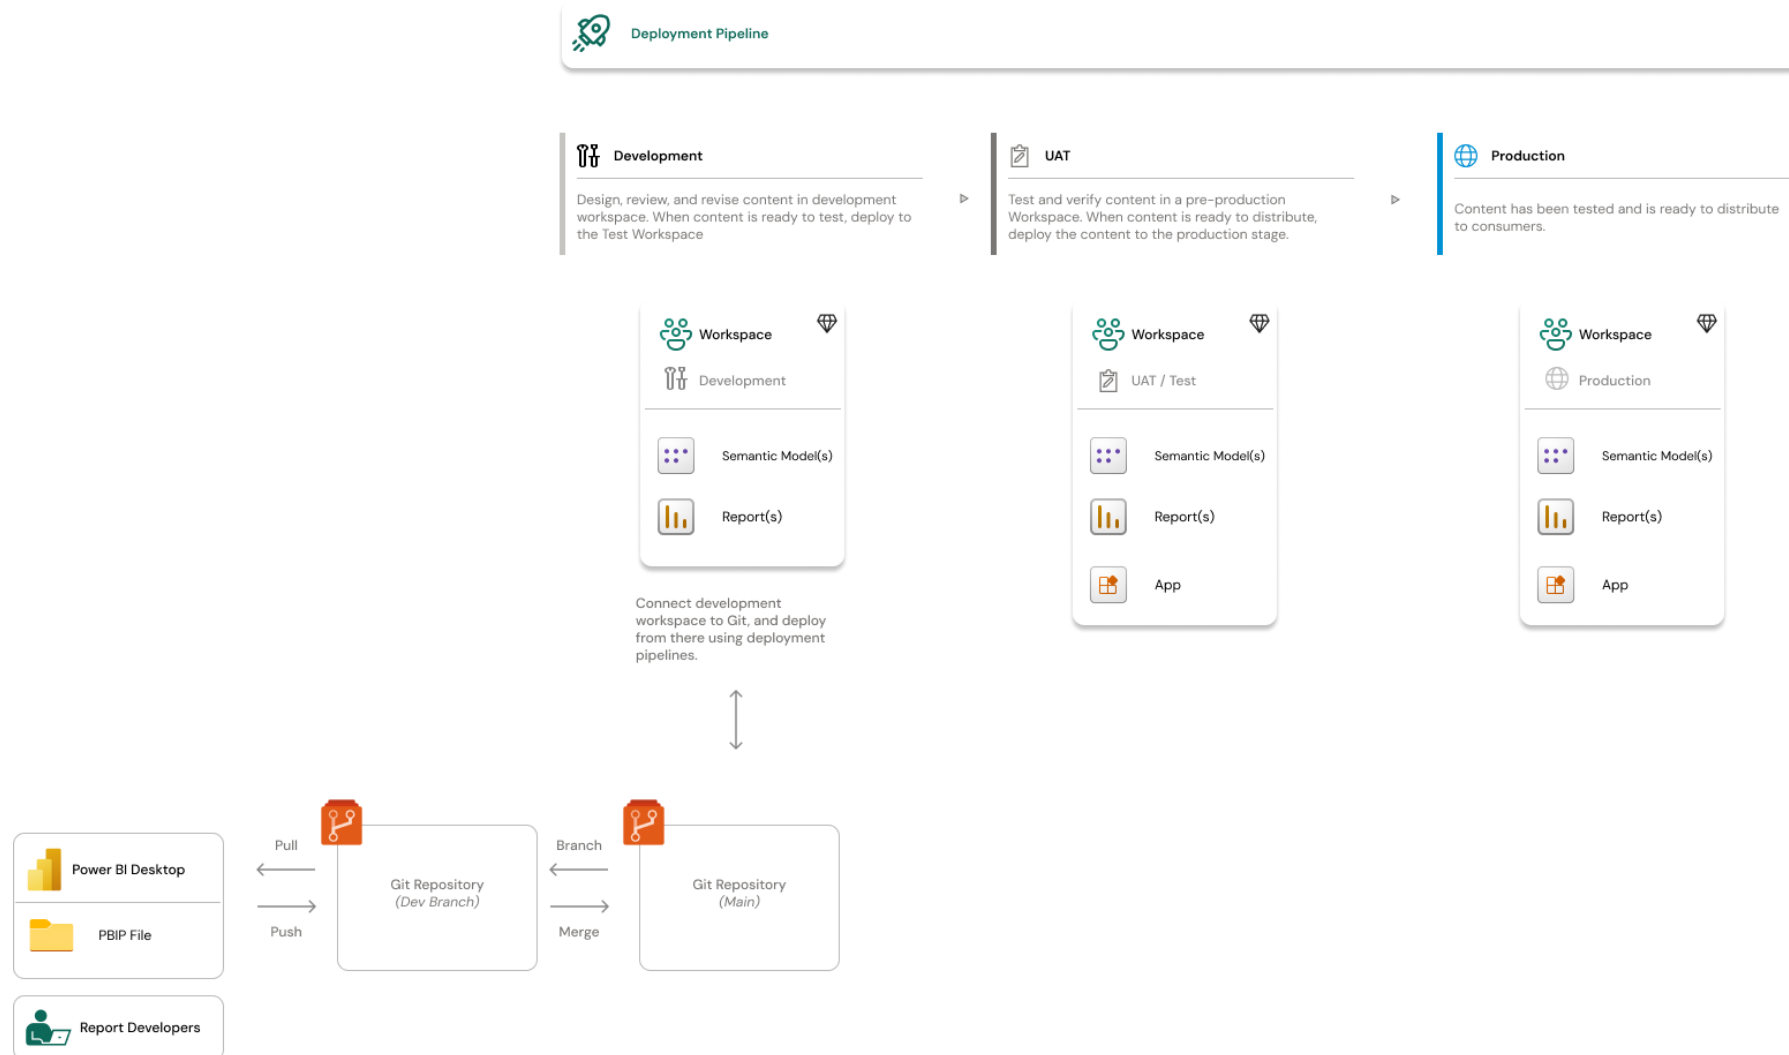 Deployment Pipeline
Development
Design, review, and revise content in development
workspace. When content is ready to test, deploy to
the Test Workspace
UAT
Test and verify content in a pre-production
Workspace. When content is ready to distribute,
deploy the content to the production stage.
Production
Content has been tested and is ready to distribute
to consumers.
Workspace
Development
Semantic Model(s)
Report(s)
Workspace
UAT / Test
Semantic Model(s)
Report(s)
App
Workspace
Production
Semantic Model(s)
Report(s)
App
Connect development
workspace to Git, and deploy
from there using deployment
pipelines.
Power BI Desktop
PBIP File
Pull
Push
Git Repository
(Dev Branch)
Branch
Merge
Git Repository
(Main)
Report Developers